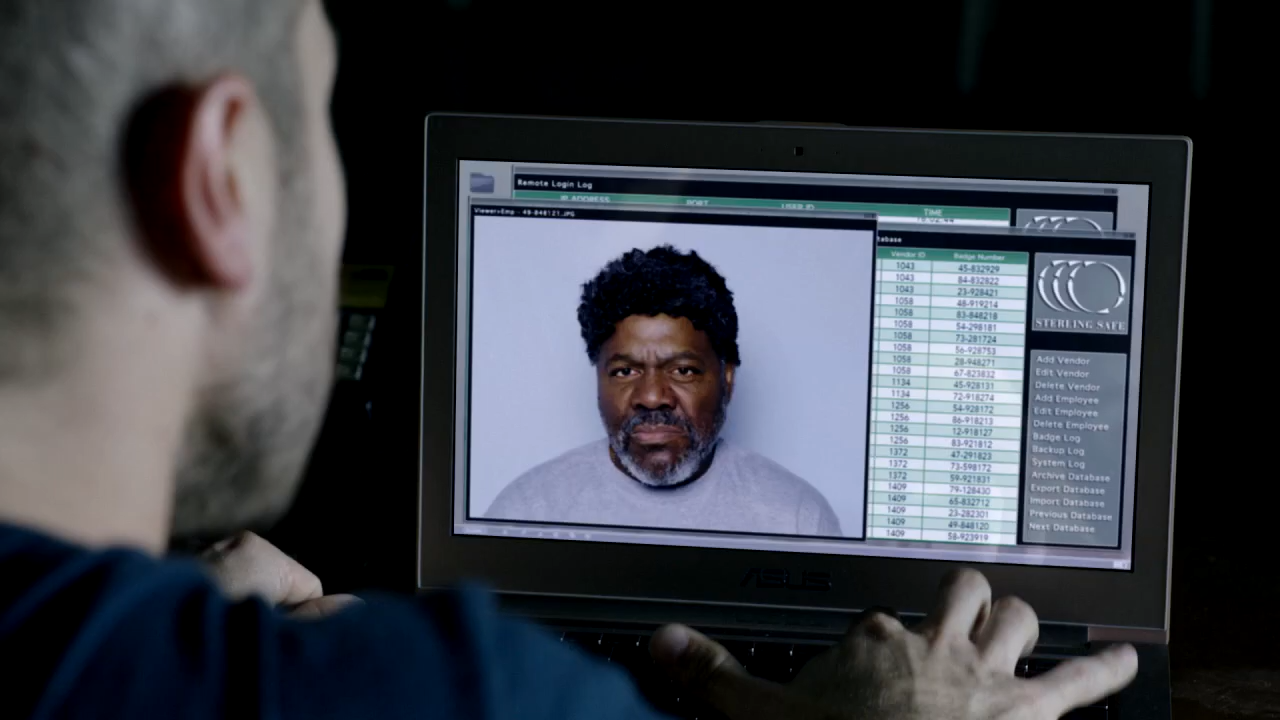 Remote Login Log
IP ADDRESS PORT USER ID TIME
Viewer>Emp - 49-848121.JPG
tabase
Vendor ID Badge Number
1043 45-832929
1043 84-832822
1043 23-928421
1058 48-919214
1058 83-848218
1058 54-298181
1058 73-281724
1058 56-928753
1058 28-948271
1058 67-823832
1134 45-928131
1134 72-918274
1256 54-928172
1256 86-918213
1256 12-918127
1256 83-921812
1372 47-291823
1372 73-598172
1372 59-921831
1409 79-128430
1409 65-832712
1409 23-282301
1409 49-848120
1409 58-923919
STERLING SAFE
Add Vendor
Edit Vendor
Delete Vendor
Add Employee
Edit Employee
Delete Employee
Badge Log
Backup Log
System Log
Archive Database
Export Database
Import Database
Previous Database
Next Database
ASUS